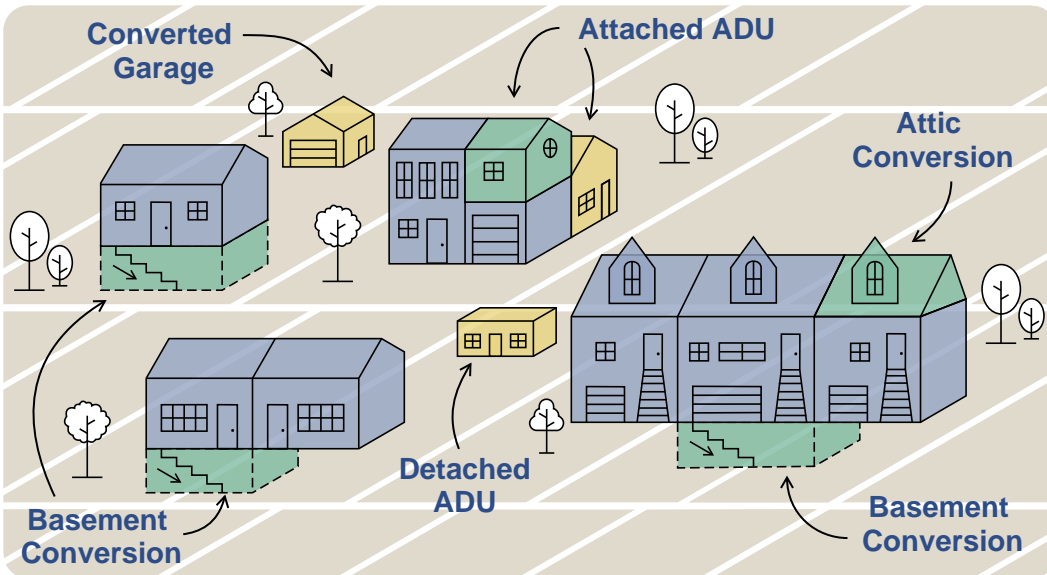 Converted
Garage
Attached ADU
Attic
Conversion
Detached
ADU
Basement
Conversion
Basement
Conversion